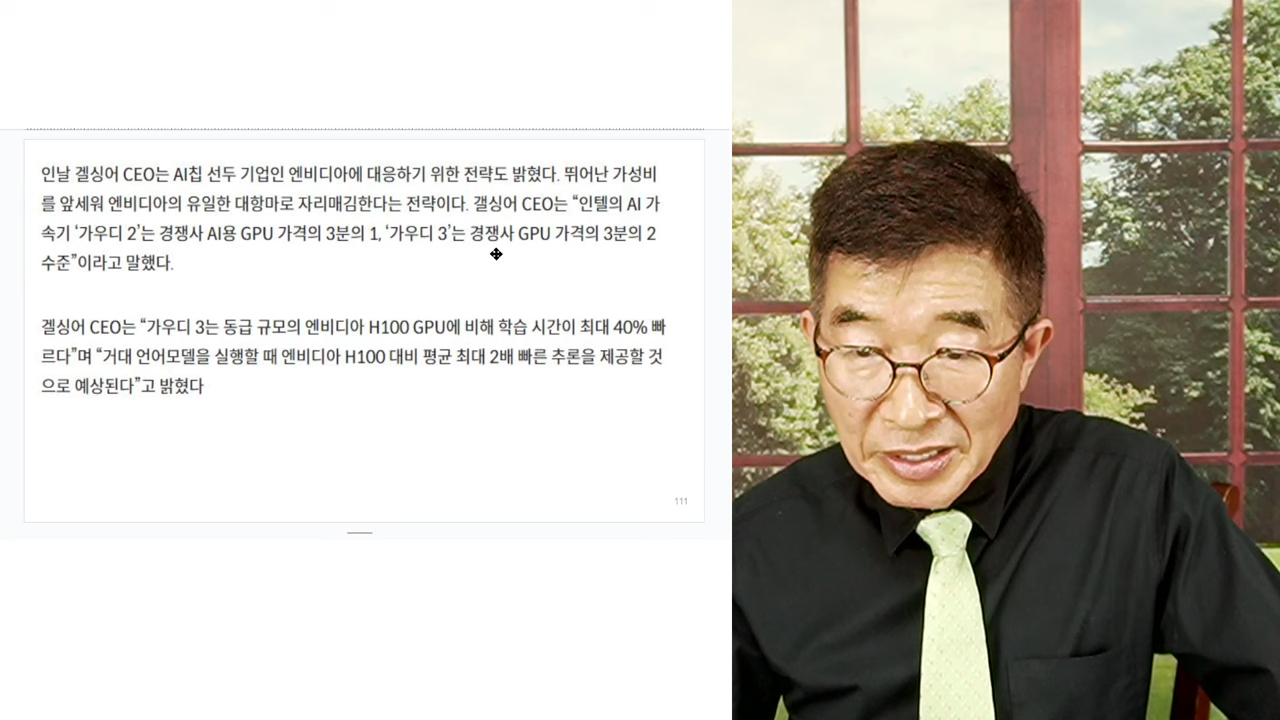 인날 겔싱어 CEO는 AI칩 선두 기업인 엔비디아에 대응하기 위한 전략도 밝혔다. 뛰어난 가성비
를 앞세워 엔비디아의 유일한 대항마로 자리매김한다는 전략이다. 갤싱어 CEO는 “인텔의 AI 가
속기 ‘가우디 2’는 경쟁사 AI용 GPU 가격의 3분의 1, ‘가우디 3’는 경쟁사 GPU 가격의 3분의 2
수준”이라고 말했다.
겔싱어 CEO는 “가우디 3는 동급 규모의 엔비디아 H100 GPU에 비해 학습 시간이 최대 40% 빠
르다”며 “거대 언어모델을 실행할 때 엔비디아 H100 대비 평균 최대 2배 빠른 추론을 제공할 것
으로 예상된다”고 밝혔다
111